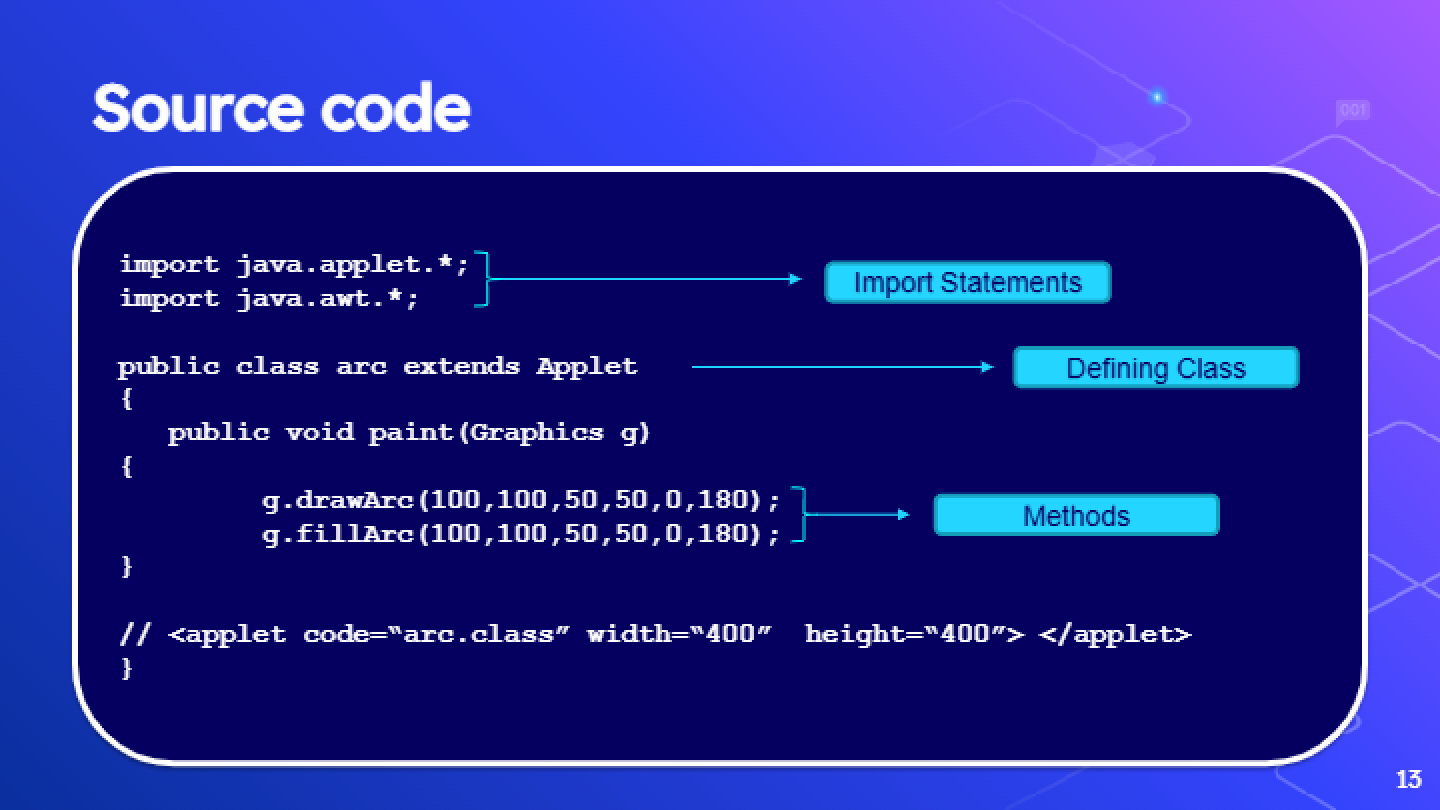 001
Source code
import java.applet.*;
import java.awt.*;
Import Statements
public class arc extends Applet
Defining Class
{
public void paint(Graphics g)
{
g.drawArc(100,100,50,50,0,180);
g.fillArc(100,100,50,50,0,180);
Methods
}
// <applet code=“arc.class” width=“400”  height=“400”> </applet>
}
13